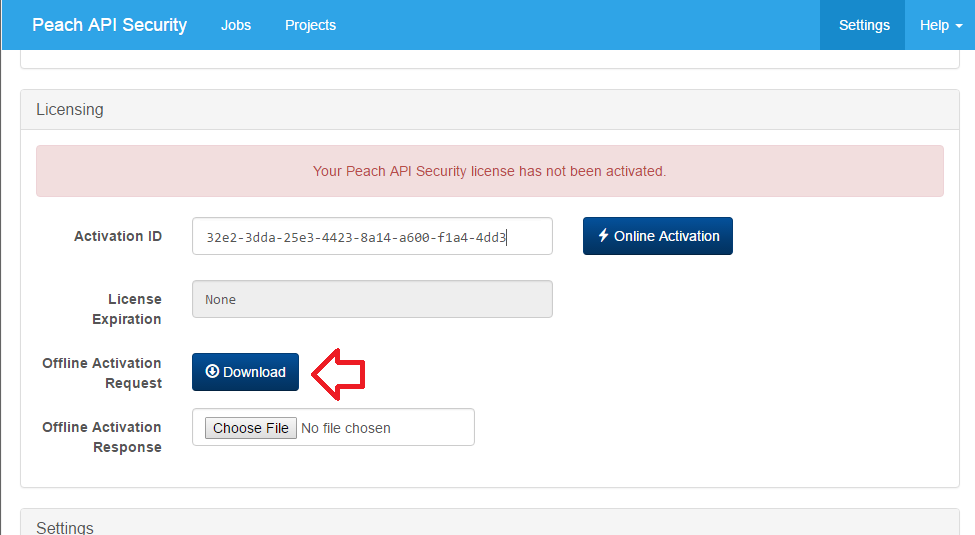 Peach API Security Jobs Projects Settings Help
Licensing
Your Peach API Security license has not been activated.
Activation ID 32e2-3dda-25e3-4423-8a14-a600-f1a4-4dd3 Online Activation
License
Expiration
None
Offline Activation
Request
Download
Offline Activation
Response
Choose File No file chosen
Settings